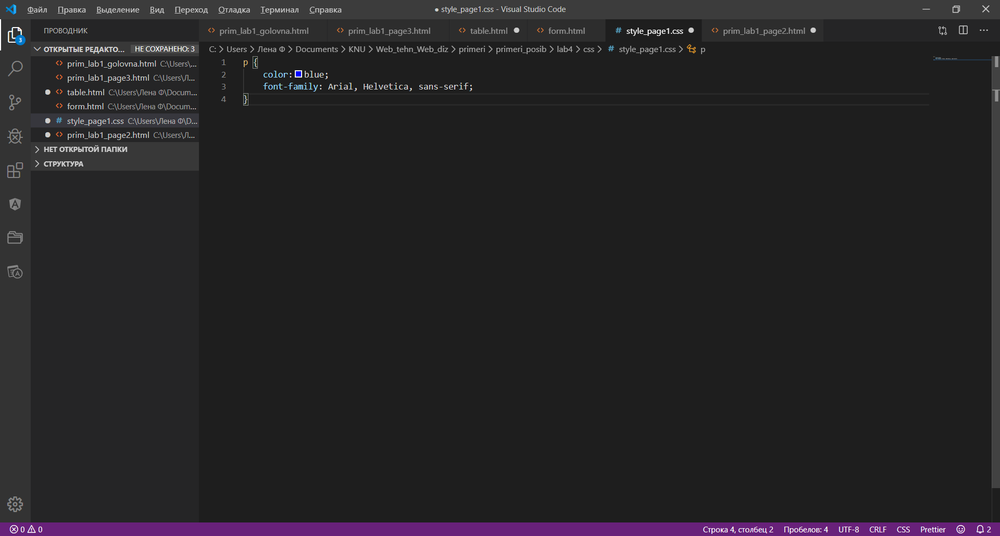 Файл Правка Выделение Вид Переход Отладка Терминал Справка
● style_page1.css - Visual Studio Code
ПРОВОДНИК
prim_lab1_golovna.html prim_lab1_page3.html table.html form.html # style_page1.css prim_lab1_page2.html
ОТКРЫТЫЕ РЕДАКТО... НЕ СОХРАНЕНО: 3
prim_lab1_golovna.html C:\Users\...
prim_lab1_page3.html C:\Users\Л...
table.html C:\Users\Лена Ф\Docum...
form.html C:\Users\Лена Ф\Docum...
# style_page1.css C:\Users\Лена Ф\D...
prim_lab1_page2.html C:\Users\Л...
НЕТ ОТКРЫТОЙ ПАПКИ
СТРУКТУРА
3
C: > Users > Лена Ф > Documents > KNU > Web_tehn_Web_diz > primeri > primeri_posib > lab4 > css > # style_page1.css > p
1 p {
2 color: blue;
3 font-family: Arial, Helvetica, sans-serif;
4 }
0 0
Строка 4, столбец 2 Пробелов: 4 UTF-8 CRLF CSS Prettier 2